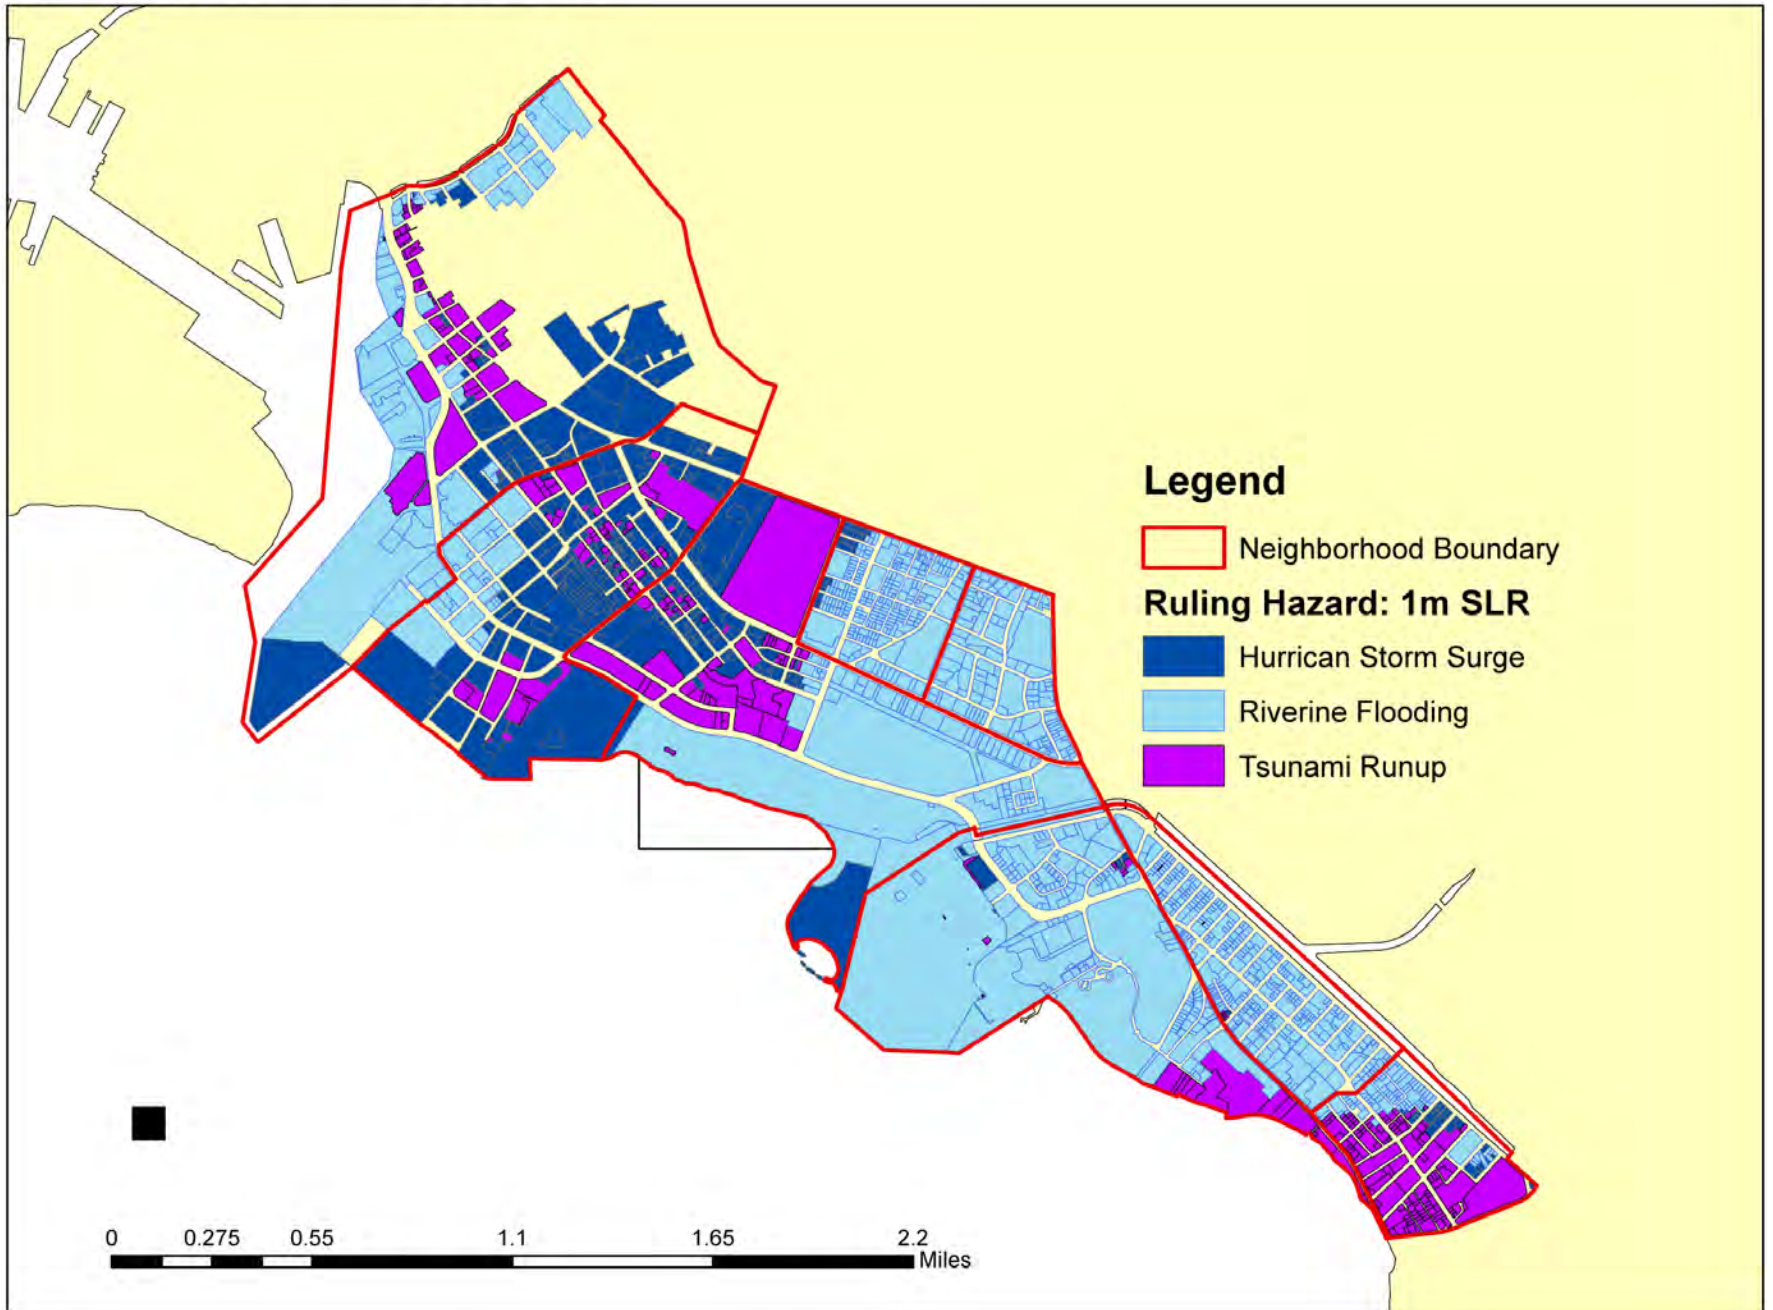 Legend
Neighborhood Boundary
Ruling Hazard: 1m SLR
Hurrican Storm Surge
Riverine Flooding
Tsunami Runup
0 0.275 0.55 1.1 1.65 2.2
Miles